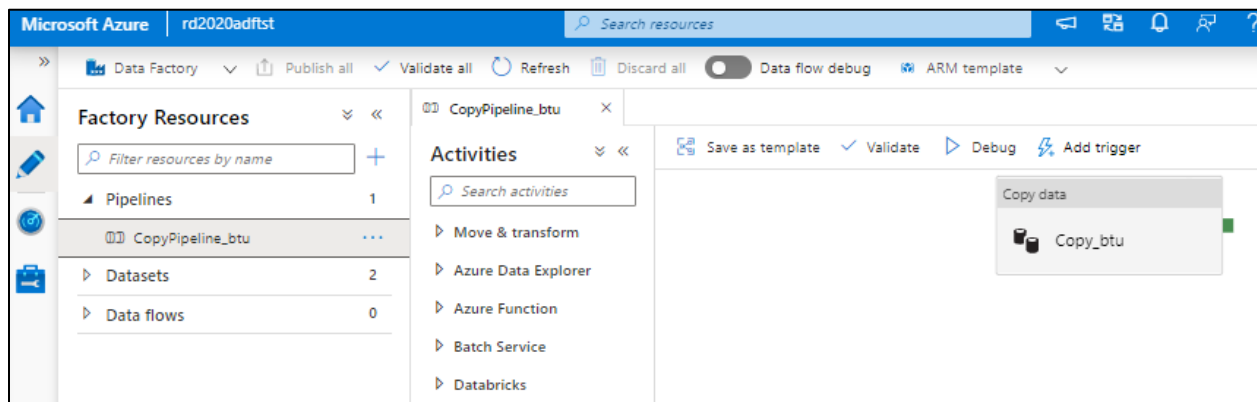 Microsoft Azure rd2020adftst Search resources ?
Data Factory Publish all Validate all Refresh Discard all Data flow debug ARM template
Factory Resources
Filter resources by name
Pipelines 1
CopyPipeline_btu ...
Datasets 2
Data flows 0
CopyPipeline_btu
Activities
Search activities
Move & transform
Azure Data Explorer
Azure Function
Batch Service
Databricks
Save as template Validate Debug Add trigger
Copy data
Copy_btu